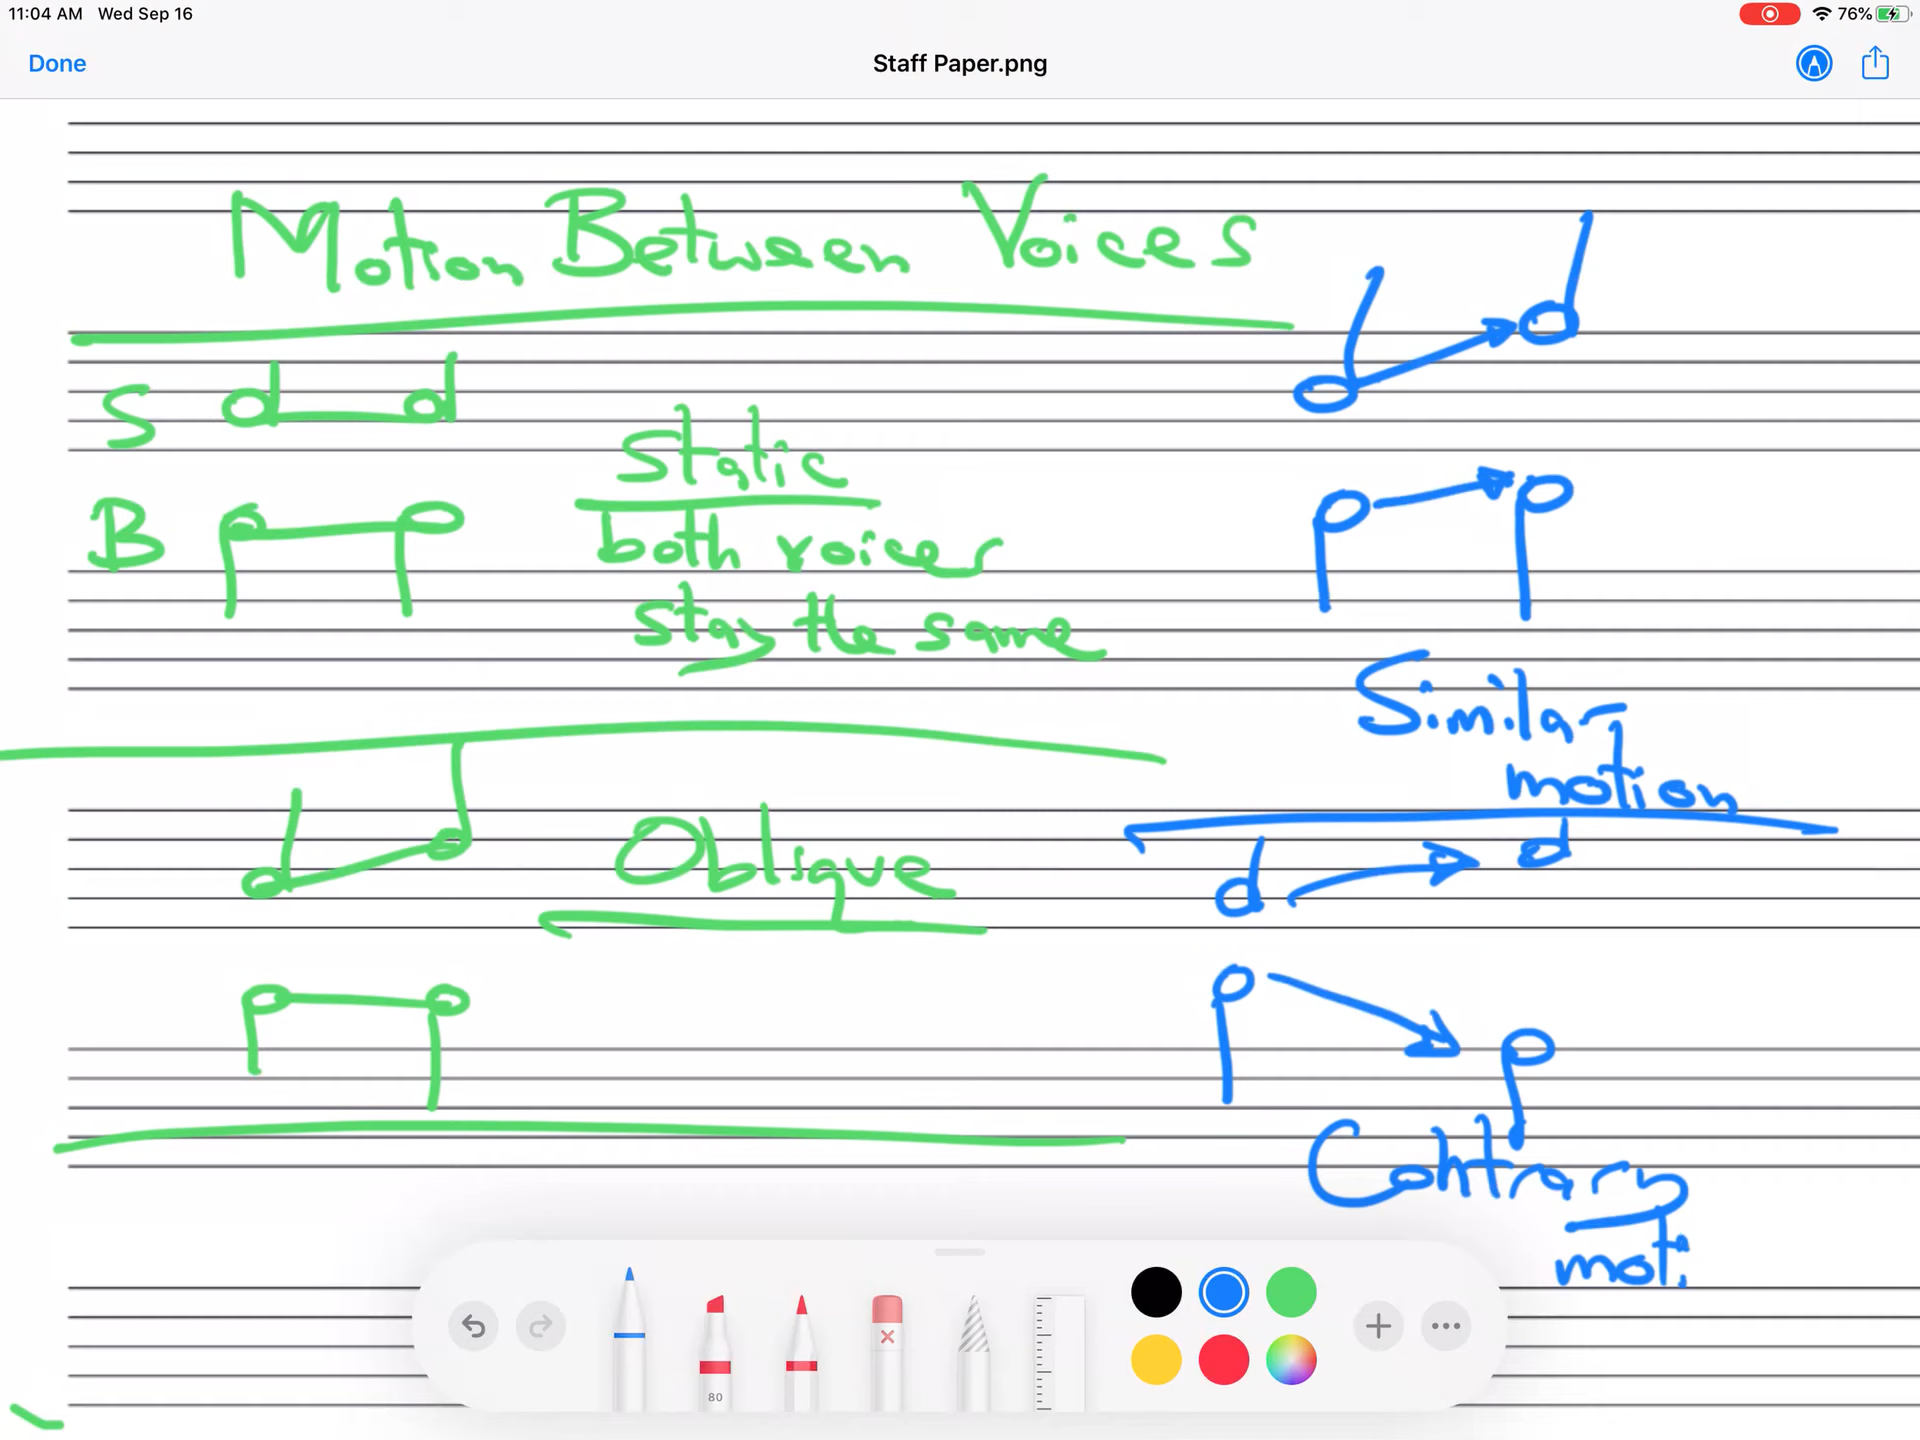 11:04 AM Wed Sep 16
76%
Done
Staff Paper.png
Motion Between Voices
S
Static
B
both voices
stay the same
Similar
motion
Oblique
Contrary
moti
80